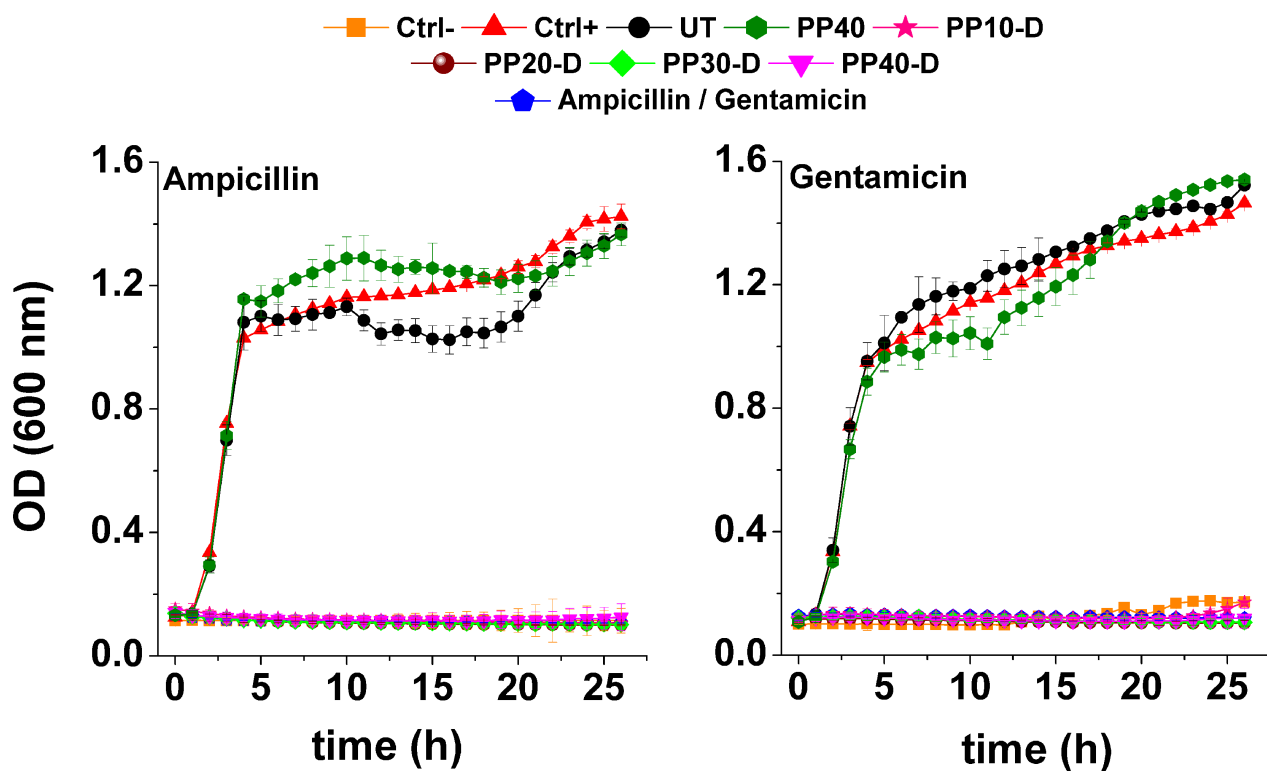 Ctrl- Ctrl+ UT PP40 PP10-D
PP20-D PP30-D PP40-D
Ampicillin / Gentamicin
OD (600 nm)
Ampicillin
1.6
1.2
0.8
0.4
0.0
0 5 10 15 20 25
time (h)
Gentamicin
1.6
1.2
0.8
0.4
0.0
0 5 10 15 20 25
time (h)